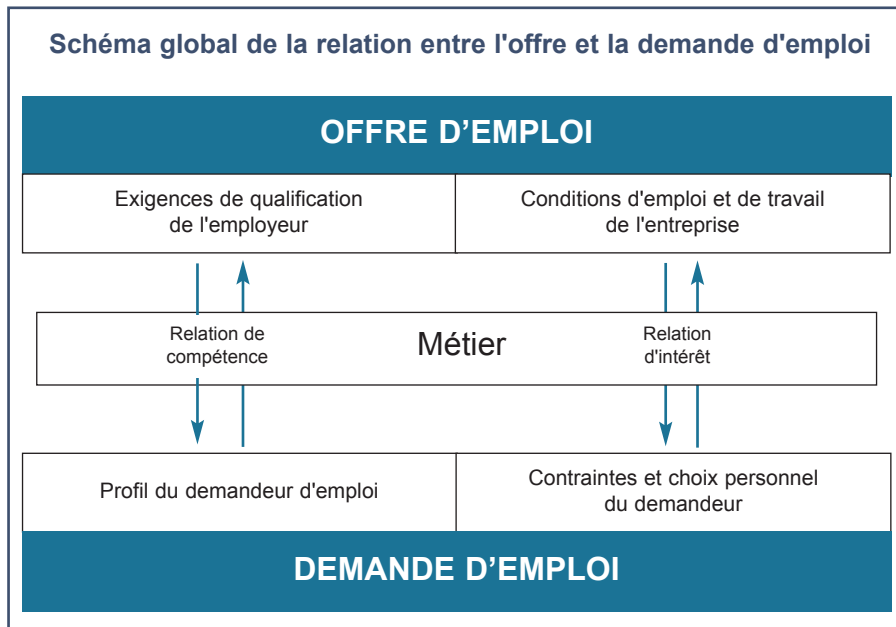 Schéma global de la relation entre l'offre et la demande d'emploi
OFFRE D’EMPLOI
Exigences de qualification
de l'employeur
Conditions d'emploi et de travail
de l'entreprise
Relation de
compétence
Métier
Relation
d'intérêt
Profil du demandeur d'emploi
Contraintes et choix personnel
du demandeur
DEMANDE D’EMPLOI